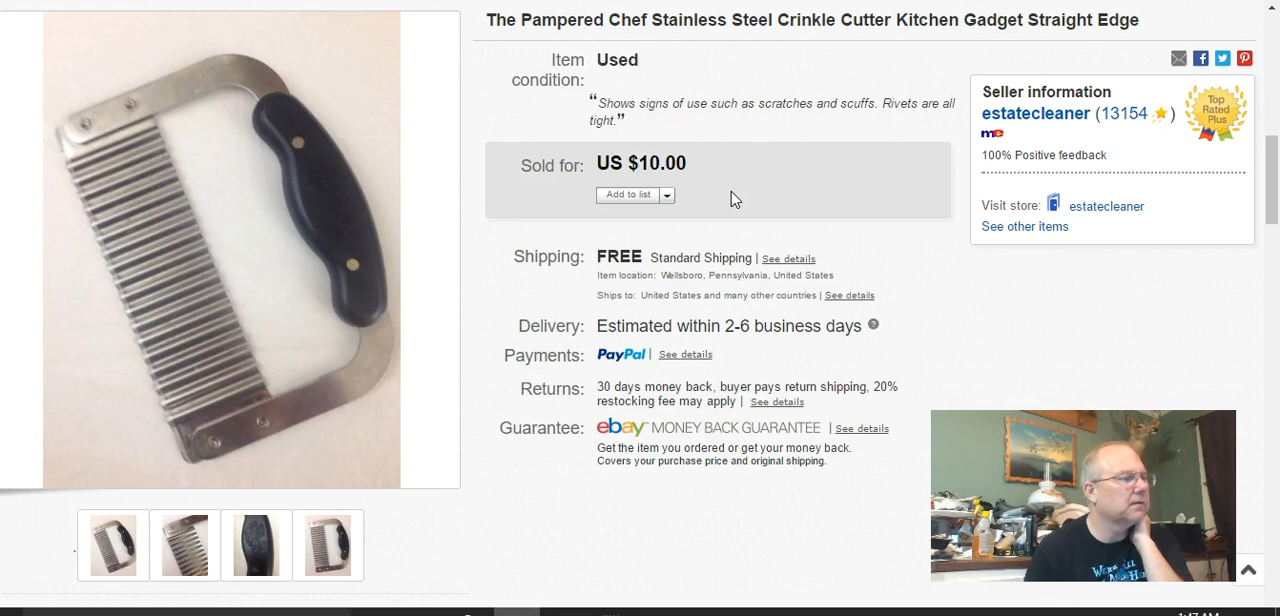 The Pampered Chef Stainless Steel Crinkle Cutter Kitchen Gadget Straight Edge
Item condition:
Used
“Shows signs of use such as scratches and scuffs. Rivets are all
tight.”
Sold for:
US $10.00
Add to list
Shipping:
FREE Standard Shipping | See details
Item location: Wellsboro, Pennsylvania, United States
Ships to: United States and many other countries | See details
Delivery:
Estimated within 2-6 business days ?
Payments:
PayPal | See details
Returns:
30 days money back, buyer pays return shipping, 20%
restocking fee may apply | See details
Guarantee:
ebay MONEY BACK GUARANTEE | See details
Get the item you ordered or get your money back.
Covers your purchase price and original shipping.
Seller information
estatecleaner (13154 )
me
100% Positive feedback
Top
Rated
Plus
Visit store: estatecleaner
See other items